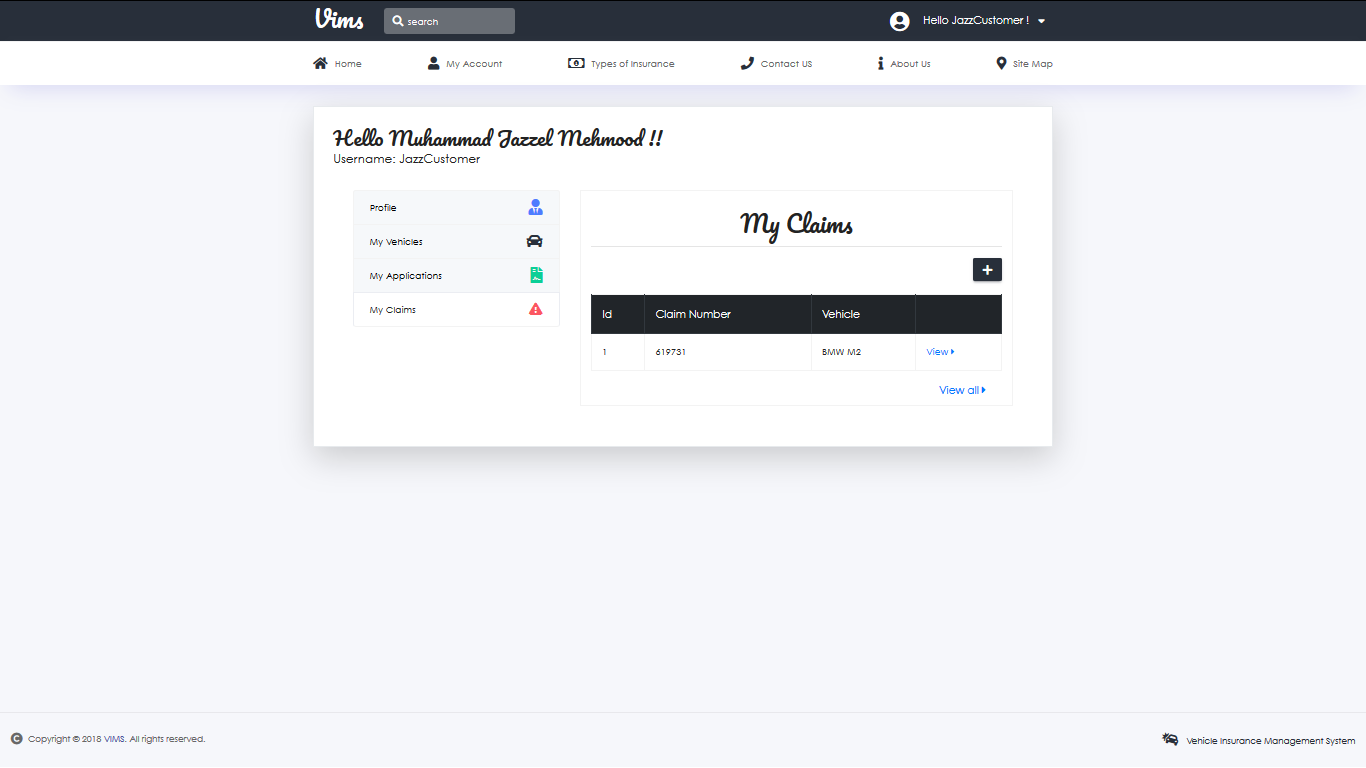 Vims search Hello JazzCustomer !
Home My Account Types of Insurance Contact US About Us Site Map
Hello Muhammad Jazzel Mehmood !!
Username: JazzCustomer
Profile
My Vehicles
My Applications
My Claims
My Claims
Id Claim Number Vehicle
1 619731 BMW M2 View
View all
Copyright © 2018 VIMS. All rights reserved. Vehicle Insurance Management System